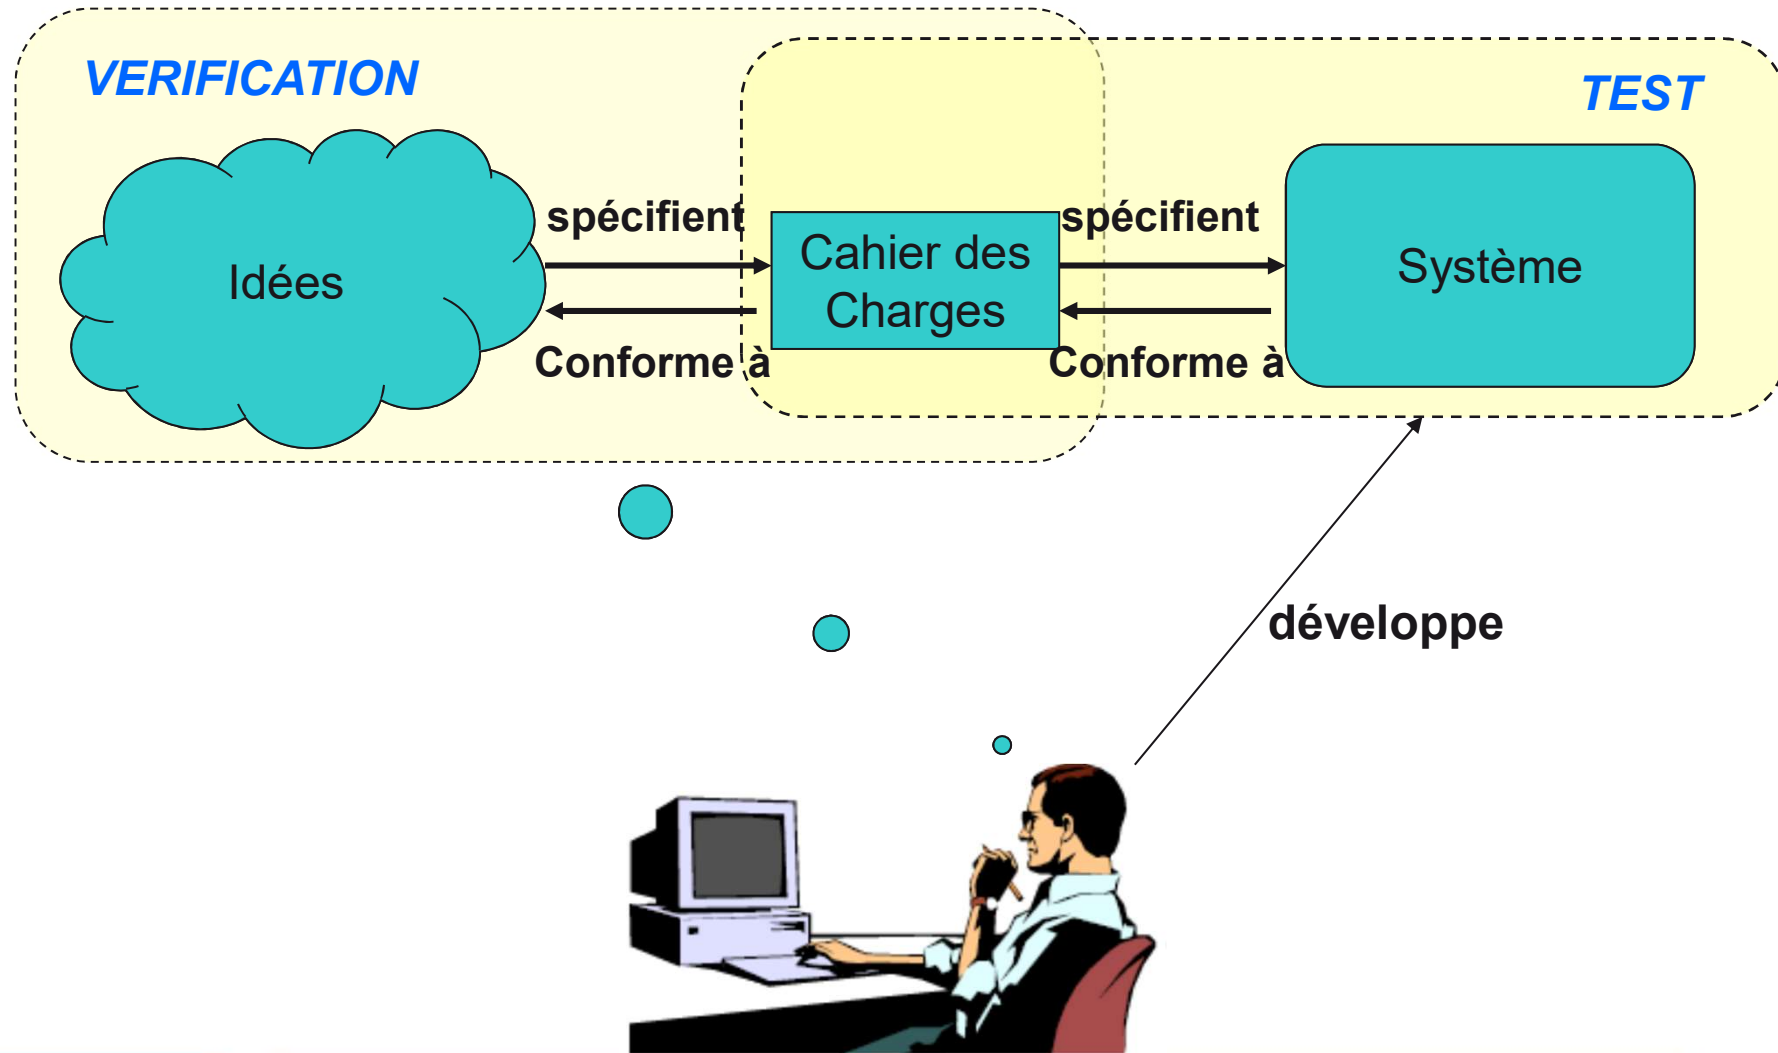 VERIFICATION
TEST
spécifient
spécifient
Idées
Cahier des
Charges
Système
Conforme à
Conforme à
développe